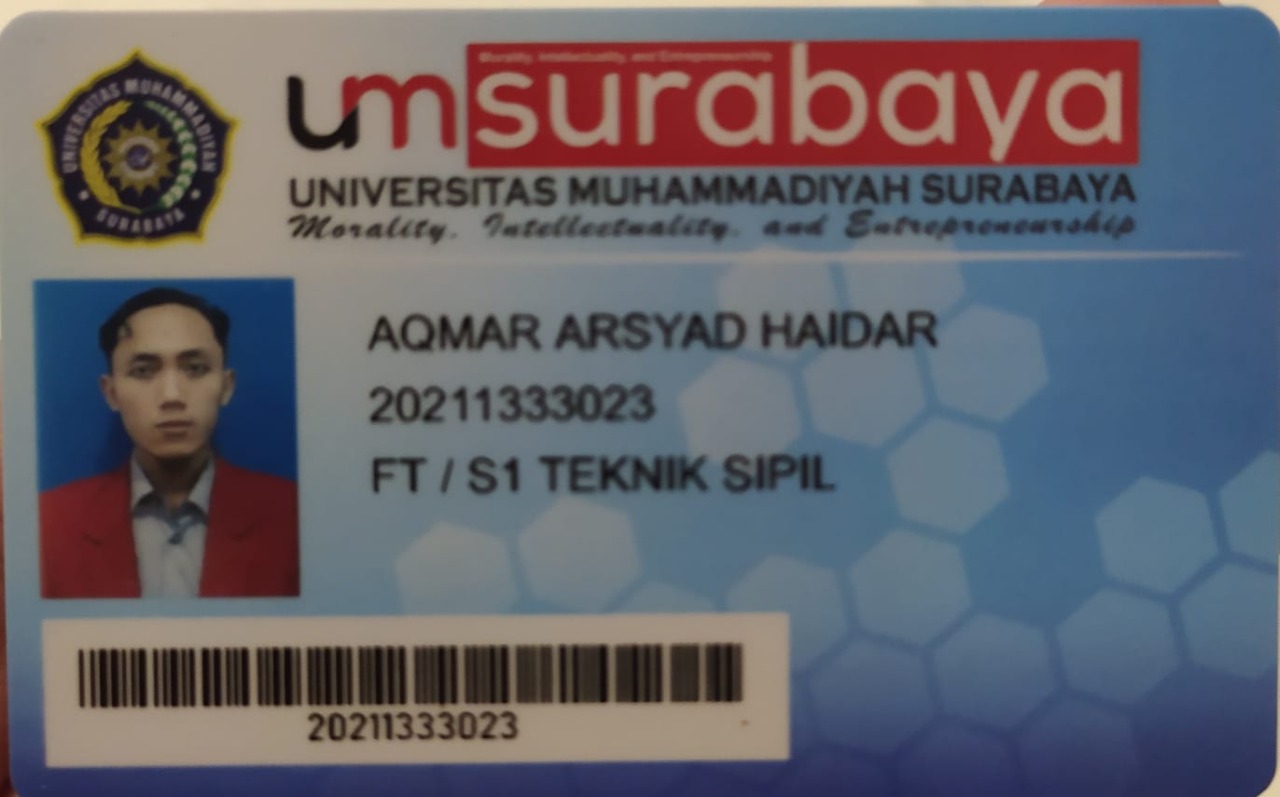 UNIVERSITAS MUHAMMADIYAH
SURABAYA
Morality, Intellectuality, and Entrepreneurship
umsurabaya
UNIVERSITAS MUHAMMADIYAH SURABAYA
Morality, Intellectuality, and Entrepreneurship
AQMAR ARSYAD HAIDAR
20211333023
FT / S1 TEKNIK SIPIL
20211333023